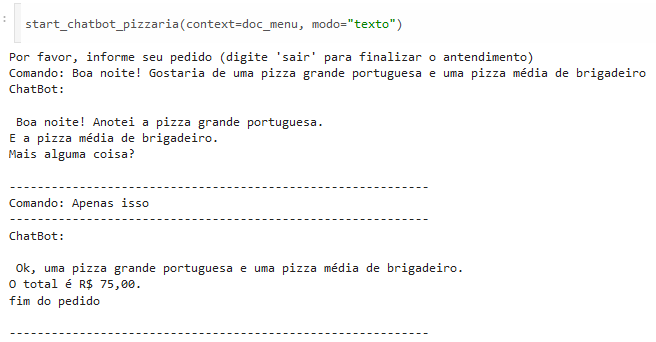 start_chatbot_pizzaria(context=doc_menu, modo="texto")
Por favor, informe seu pedido (digite 'sair' para finalizar o antendimento)
Comando: Boa noite! Gostaria de uma pizza grande portuguesa e uma pizza média de brigadeiro
ChatBot:
Boa noite! Anotei a pizza grande portuguesa.
E a pizza média de brigadeiro.
Mais alguma coisa?
------------------------------------------------------------
Comando: Apenas isso
------------------------------------------------------------
ChatBot:
Ok, uma pizza grande portuguesa e uma pizza média de brigadeiro.
O total é R$ 75,00.
fim do pedido
------------------------------------------------------------